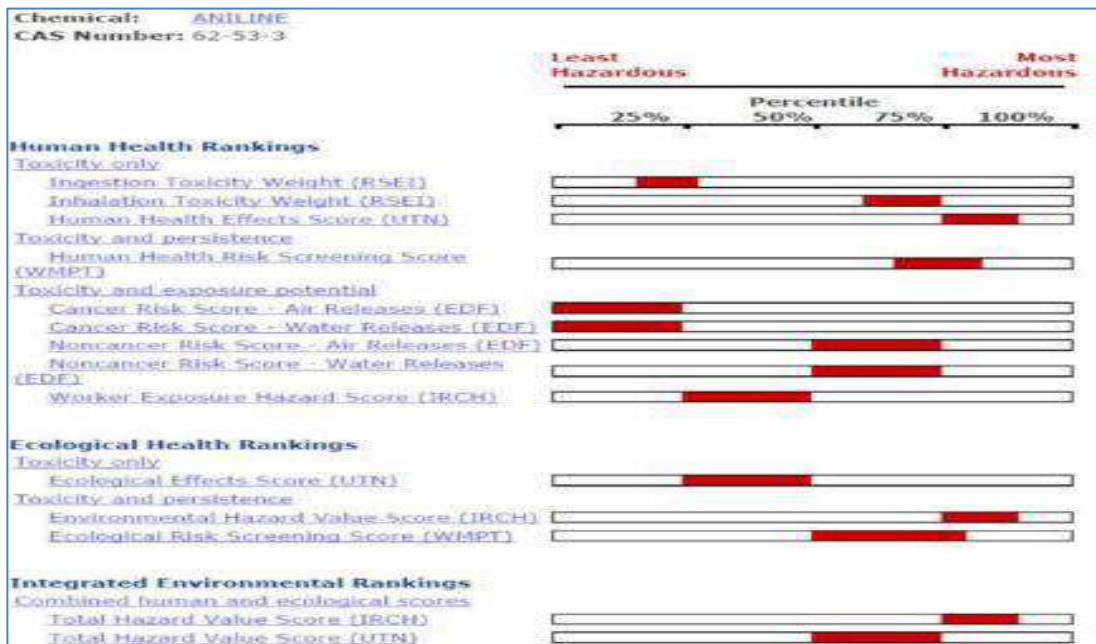 Chemical: ANILINE
CAS Number: 62-53-3
Least Most
Hazardous Hazardous
Percentile
25% 50% 75% 100%
Human Health Rankings
Toxicity only
Ingestion Toxicity Weight (RSEI)
Inhalation Toxicity Weight (RSEI)
Human Health Effects Score (UTN)
Toxicity and persistence
Human Health Risk Screening Score
(WMPT)
Toxicity and exposure potential
Cancer Risk Score - Air Releases (EDF)
Cancer Risk Score - Water Releases (EDF)
Noncancer Risk Score - Air Releases (EDF)
Noncancer Risk Score - Water Releases
(EDF)
Worker Exposure Hazard Score (IRCH)
Ecological Health Rankings
Toxicity only
Ecological Effects Score (UTN)
Toxicity and persistence
Environmental Hazard Value Score (IRCH)
Ecological Risk Screening Score (WMPT)
Integrated Environmental Rankings
Combined human and ecological scores
Total Hazard Value Score (IRCH)
Total Hazard Value Score (UTN)